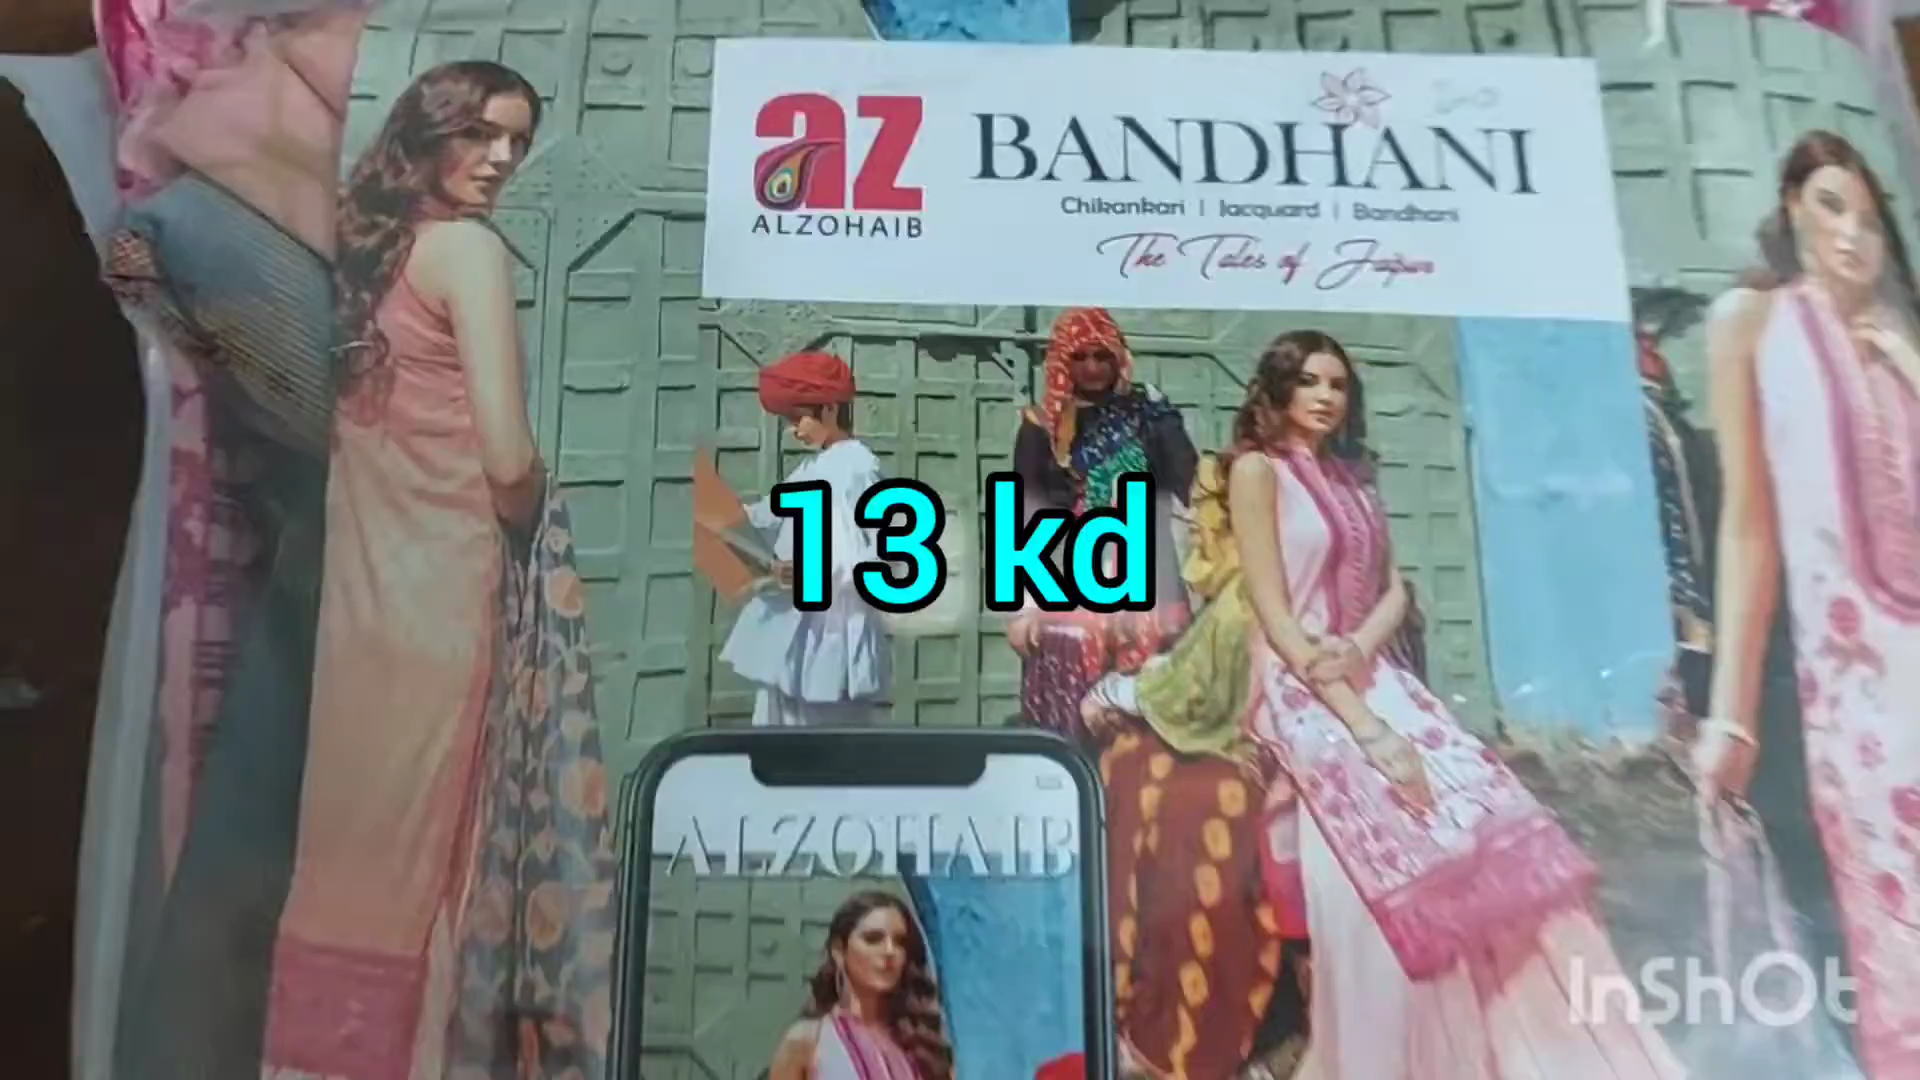 az
ALZOHAIB
BANDHANI
Chikankari | Jacquard | Bandhani
The Tales of Jaipur
13 kd
ALZOHAIB
InShOt